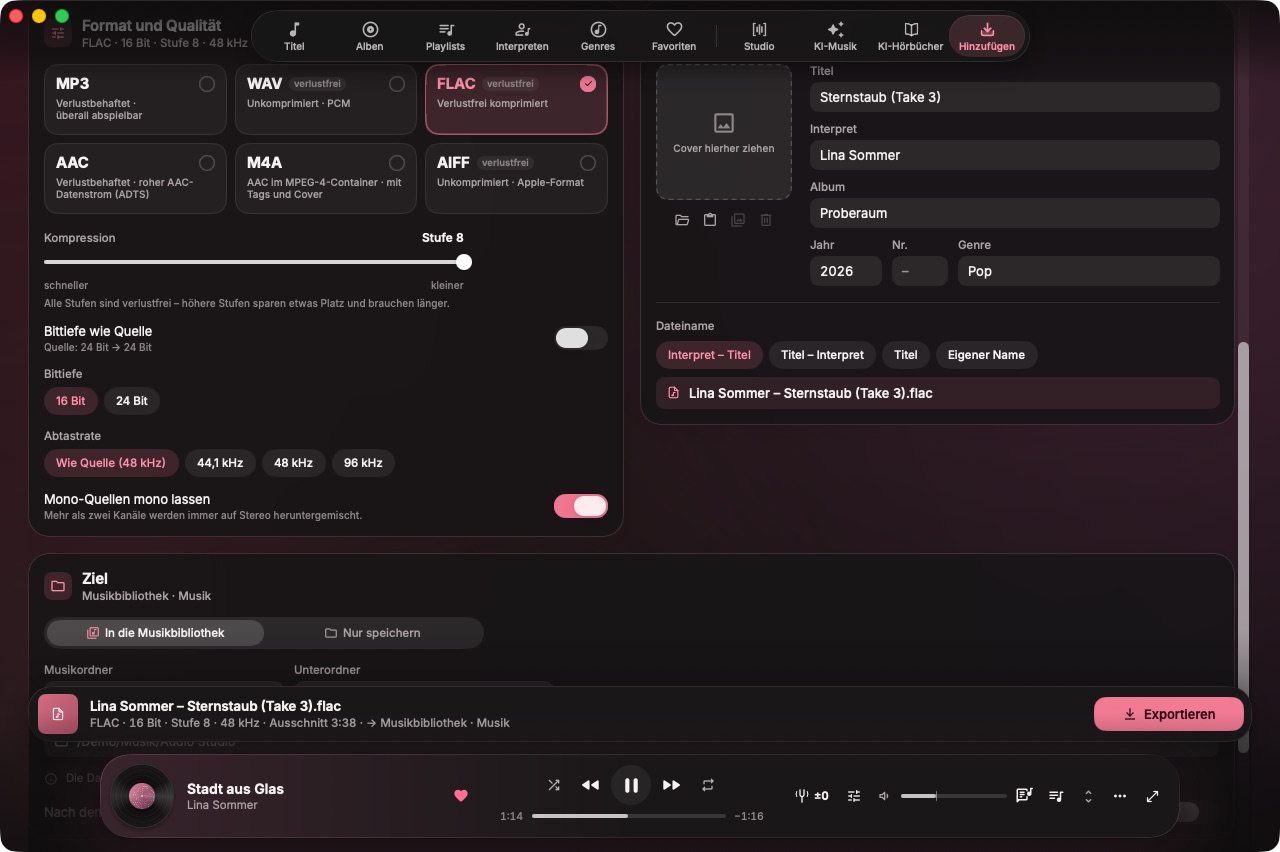 Format und Qualität
FLAC · 16 Bit · Stufe 8 · 48 kHz
Titel
Alben
Playlists
Interpreten
Genres
Favoriten
Studio
KI-Musik
KI-Hörbücher
Hinzufügen
MP3
Verlustbehaftet ·
überall abspielbar
WAV verlustfrei
Unkomprimiert · PCM
FLAC verlustfrei
Verlustfrei komprimiert
AAC
Verlustbehaftet · roher AAC-
Datenstrom (ADTS)
M4A
AAC im MPEG-4-Container · mit
Tags und Cover
AIFF verlustfrei
Unkomprimiert · Apple-Format
Kompression Stufe 8
schneller kleiner
Alle Stufen sind verlustfrei – höhere Stufen sparen etwas Platz und brauchen länger.
Bittiefe wie Quelle
Quelle: 24 Bit → 24 Bit
Bittiefe
16 Bit 24 Bit
Abtastrate
Wie Quelle (48 kHz) 44,1 kHz 48 kHz 96 kHz
Mono-Quellen mono lassen
Mehr als zwei Kanäle werden immer auf Stereo heruntergemischt.
Cover hierher ziehen
Titel
Sternstaub (Take 3)
Interpret
Lina Sommer
Album
Proberaum
Jahr Nr. Genre
2026 – Pop
Dateiname
Interpret – Titel Titel – Interpret Titel Eigener Name
Lina Sommer – Sternstaub (Take 3).flac
Ziel
Musikbibliothek · Musik
In die Musikbibliothek Nur speichern
Musikordner Unterordner
Lina Sommer – Sternstaub (Take 3).flac
FLAC · 16 Bit · Stufe 8 · 48 kHz · Ausschnitt 3:38 · → Musikbibliothek · Musik
Exportieren
/Demo/Musik/Audio Studio
Die Da
Nach den
Stadt aus Glas
Lina Sommer
1:14 −1:16
±0